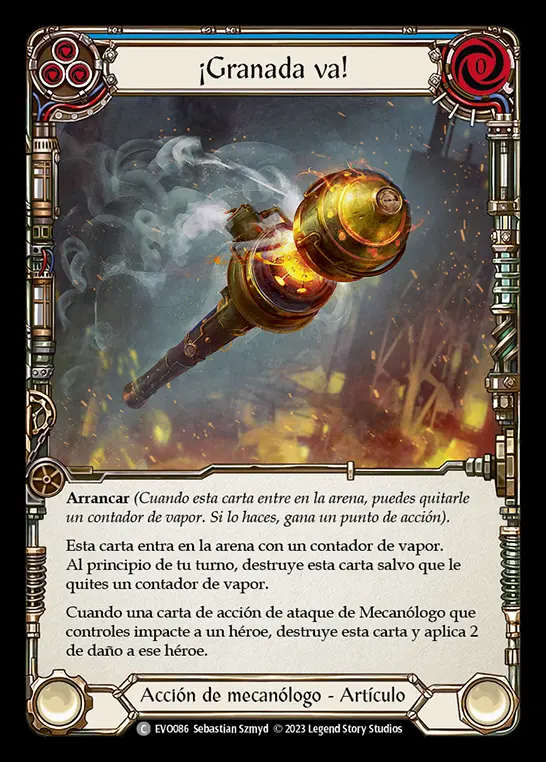 ¡Granada va!
0
Arrancar (Cuando esta carta entre en la arena, puedes quitarle
un contador de vapor. Si lo haces, gana un punto de acción).
Esta carta entra en la arena con un contador de vapor.
Al principio de tu turno, destruye esta carta salvo que le
quites un contador de vapor.
Cuando una carta de acción de ataque de Mecanólogo que
controles impacte a un héroe, destruye esta carta y aplica 2
de daño a ese héroe.
Acción de mecanólogo - Artículo
C EVO086 Sebastian Szmyd © 2023 Legend Story Studios